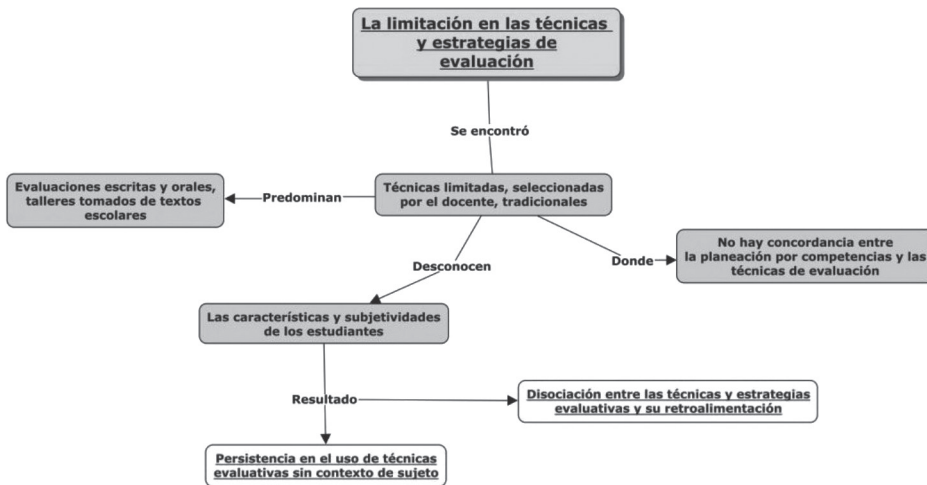 La limitación en las técnicas
y estrategias de
evaluación
Se encontró
Evaluaciones escritas y orales,
talleres tomados de textos
escolares
Predominan
Técnicas limitadas, seleccionadas
por el docente, tradicionales
Desconocen
Donde
No hay concordancia entre
la planeación por competencias y las
técnicas de evaluación
Las características y subjetividades
de los estudiantes
Resultado
Disociación entre las técnicas y estrategias
evaluativas y su retroalimentación
Persistencia en el uso de técnicas
evaluativas sin contexto de sujeto